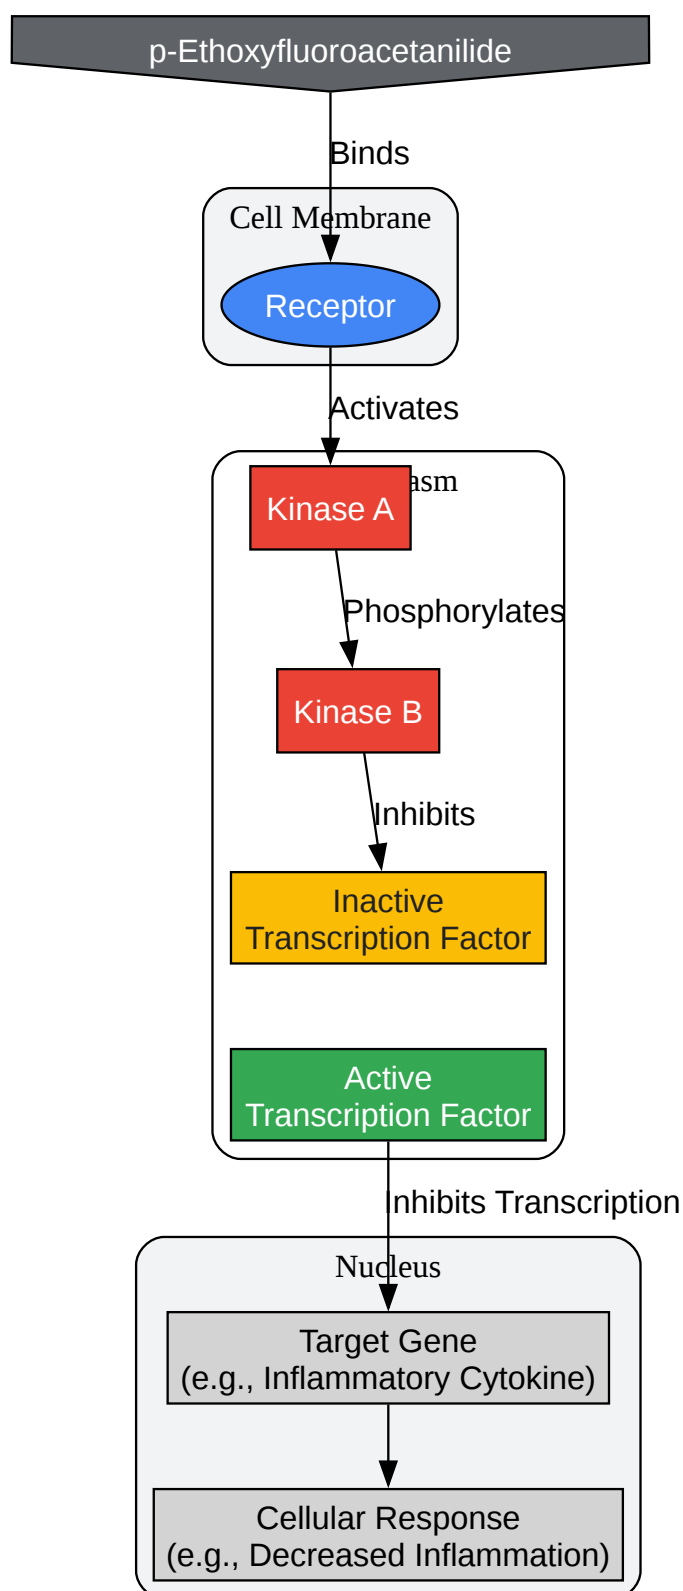 p-Ethoxyfluoroacetanilide
Binds
Cell Membrane
Receptor
Activates
asm
Kinase A
Phosphorylates
Kinase B
Inhibits
Inactive
Transcription Factor
Active
Transcription Factor
Inhibits Transcription
Nucleus
Target Gene
(e.g., Inflammatory Cytokine)
Cellular Response
(e.g., Decreased Inflammation)